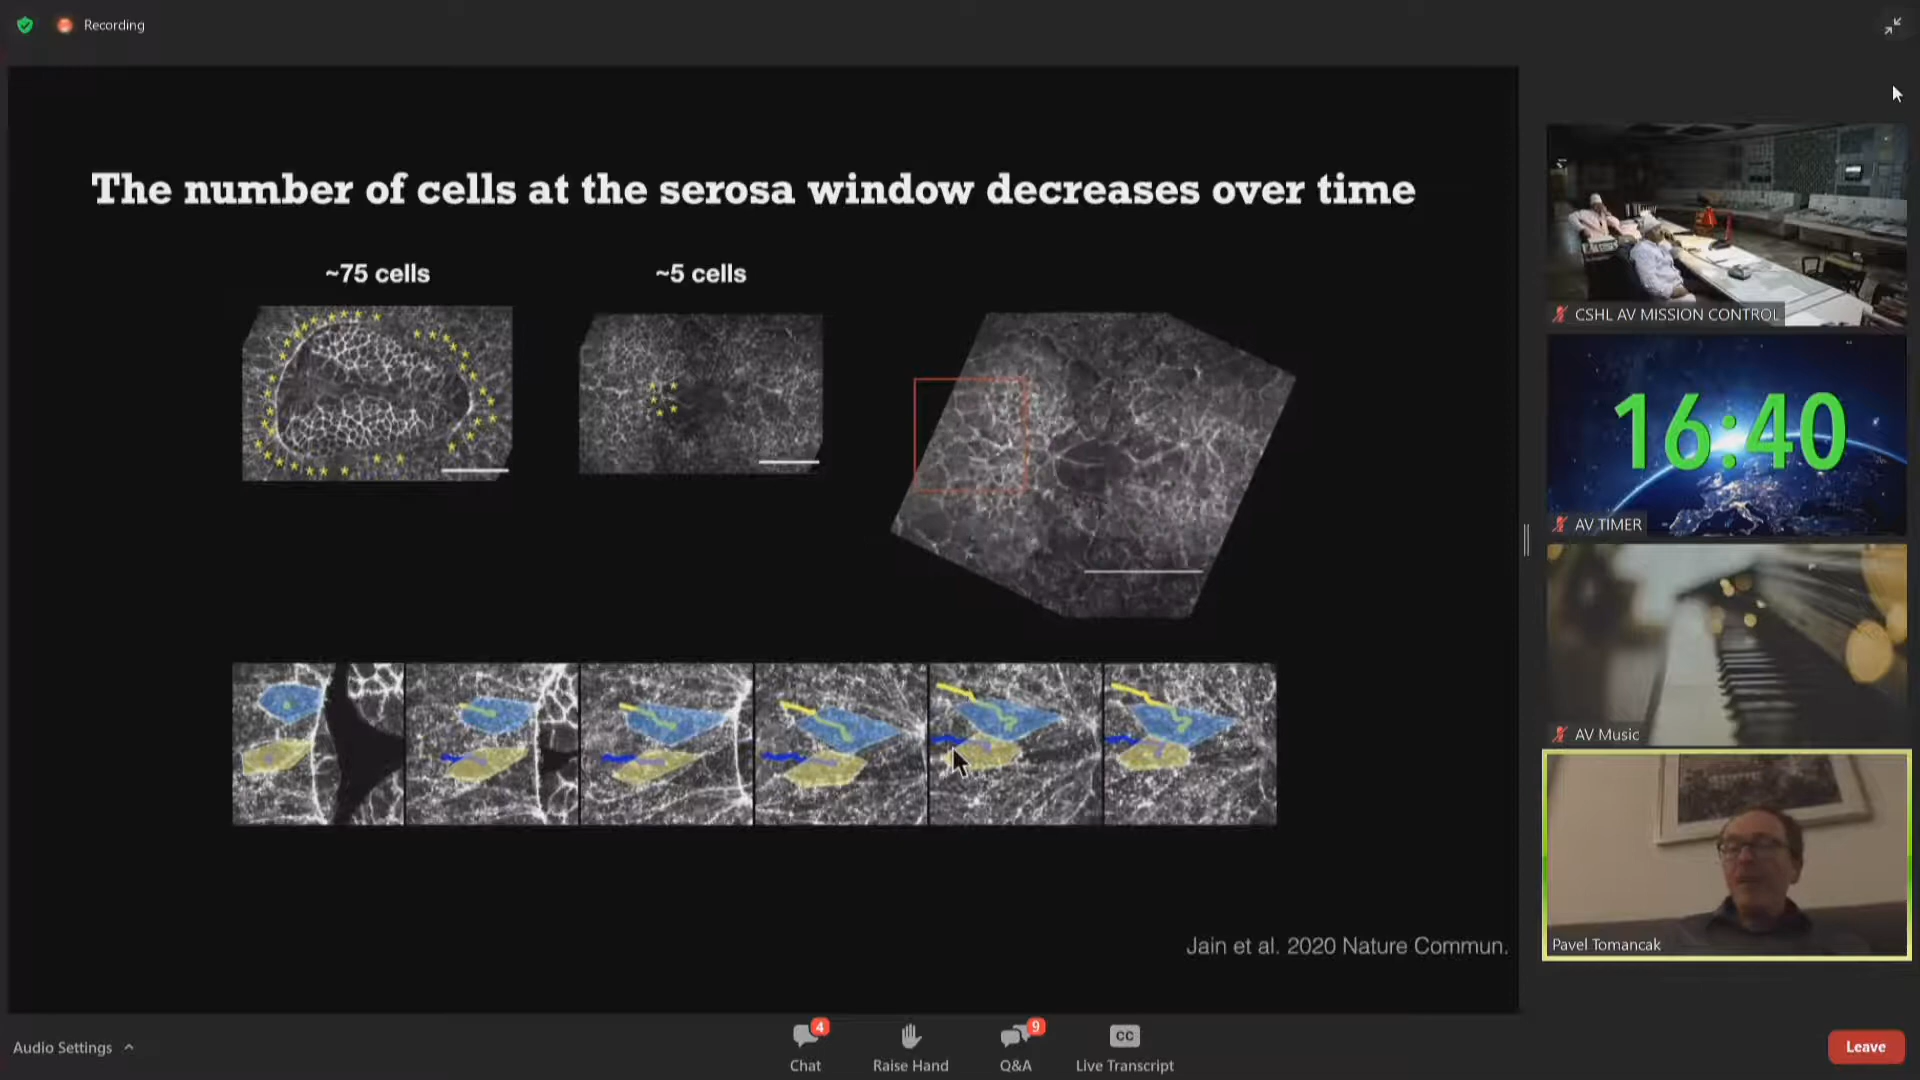 Recording
The number of cells at the serosa window decreases over time
~75 cells
~5 cells
Jain et al. 2020 Nature Commun.
CSHL AV MISSION CONTROL
16:40
AV TIMER
AV Music
Pavel Tomancak
Audio Settings
4
Chat
Raise Hand
9
Q&A
CC
Live Transcript
Leave